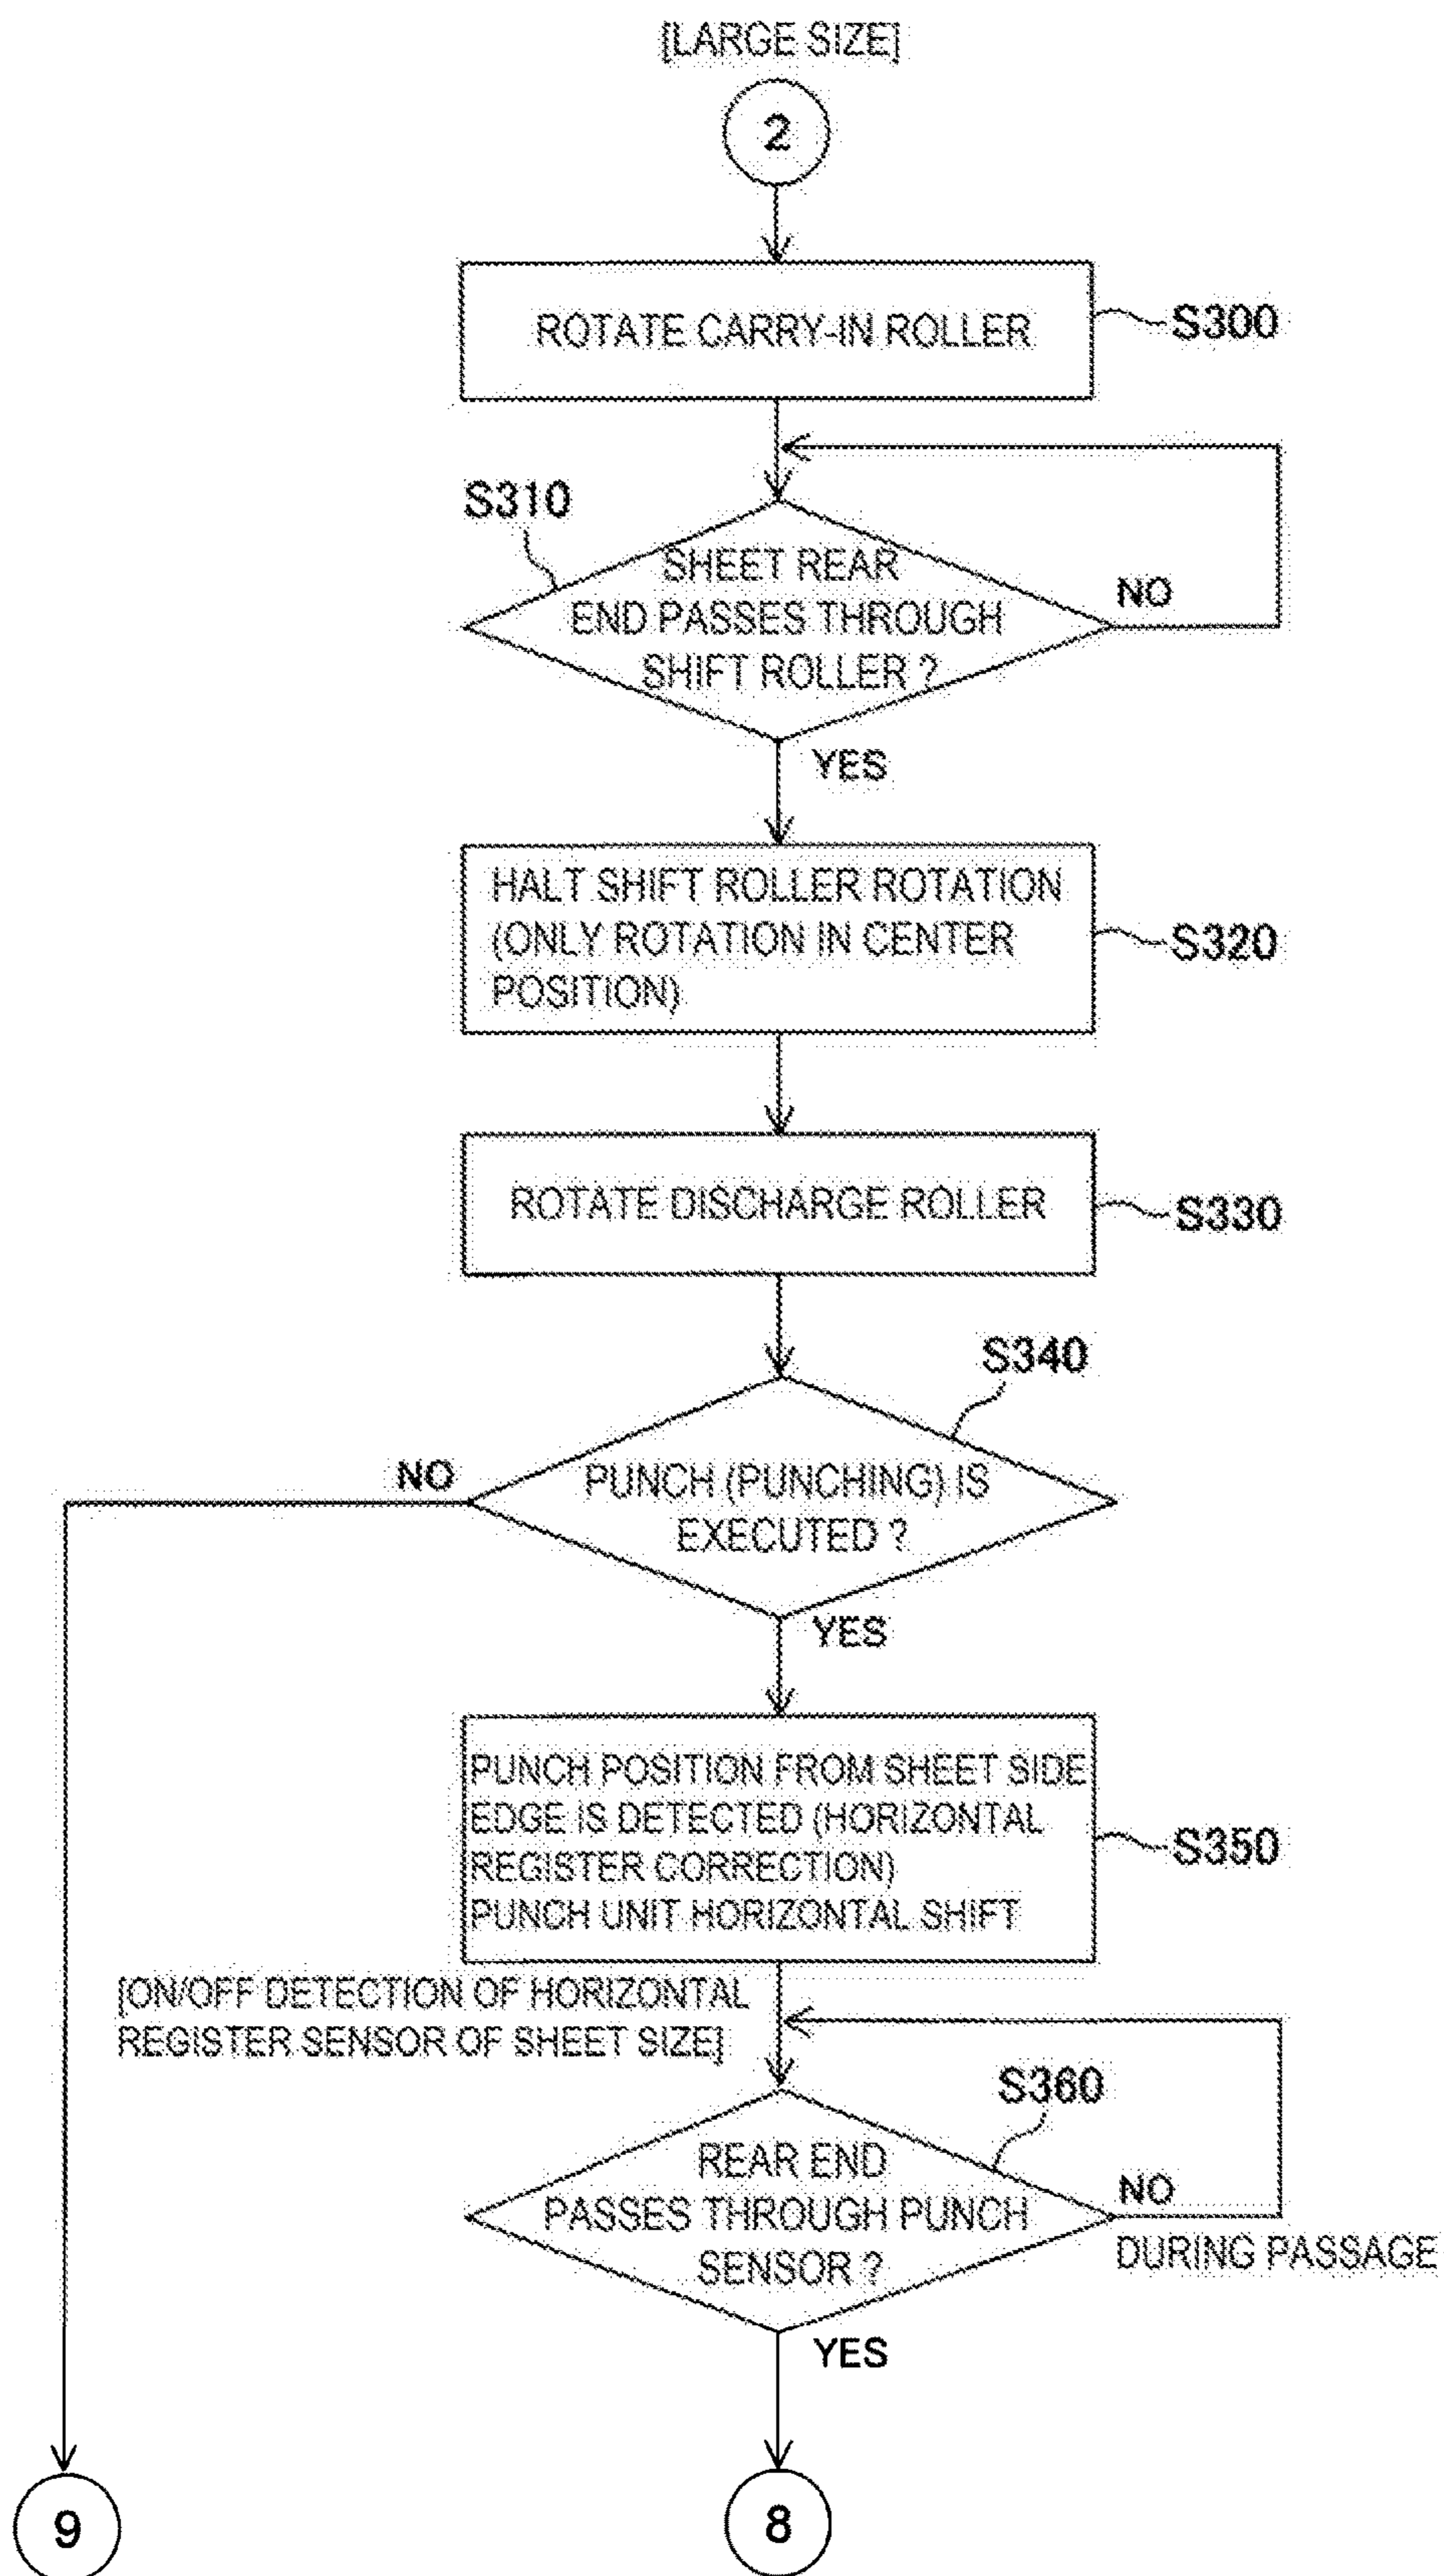 [LARGE SIZE]
2
ROTATE CARRY-IN ROLLER
S300
S310
SHEET REAR
END PASSES THROUGH
SHIFT ROLLER ?
NO
YES
HALT SHIFT ROLLER ROTATION
(ONLY ROTATION IN CENTER
POSITION)
S320
ROTATE DISCHARGE ROLLER
S330
S340
NO
PUNCH (PUNCHING) IS
EXECUTED ?
YES
PUNCH POSITION FROM SHEET SIDE
EDGE IS DETECTED (HORIZONTAL
REGISTER CORRECTION)
PUNCH UNIT HORIZONTAL SHIFT
S350
[ON/OFF DETECTION OF HORIZONTAL
REGISTER SENSOR OF SHEET SIZE]
S360
REAR END
PASSES THROUGH PUNCH
SENSOR ?
NO
DURING PASSAGE
YES
9
8